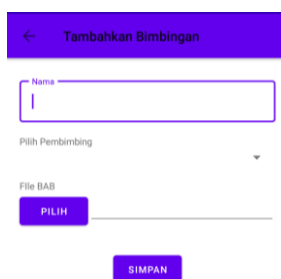 Tambahkan Bimbingan
Nama
Pilih Pembimbing
FIle BAB
PILIH
SIMPAN